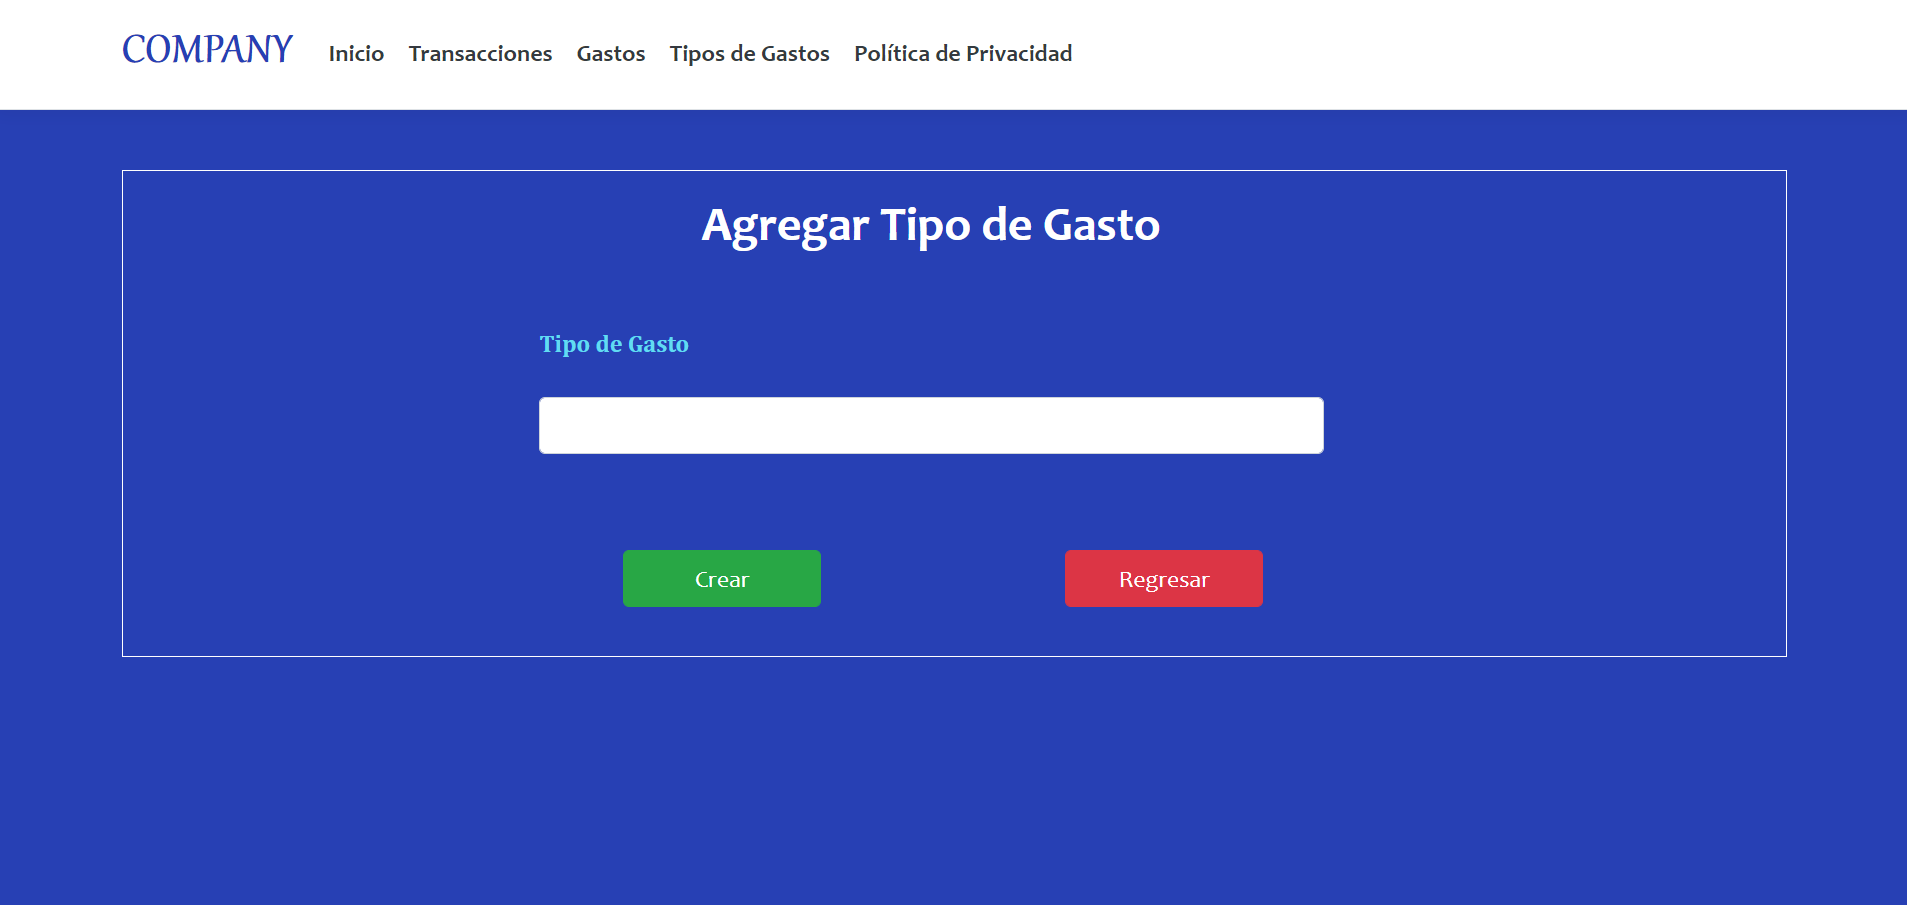 COMPANY Inicio Transacciones Gastos Tipos de Gastos Política de Privacidad
Agregar Tipo de Gasto
Tipo de Gasto
Crear Regresar